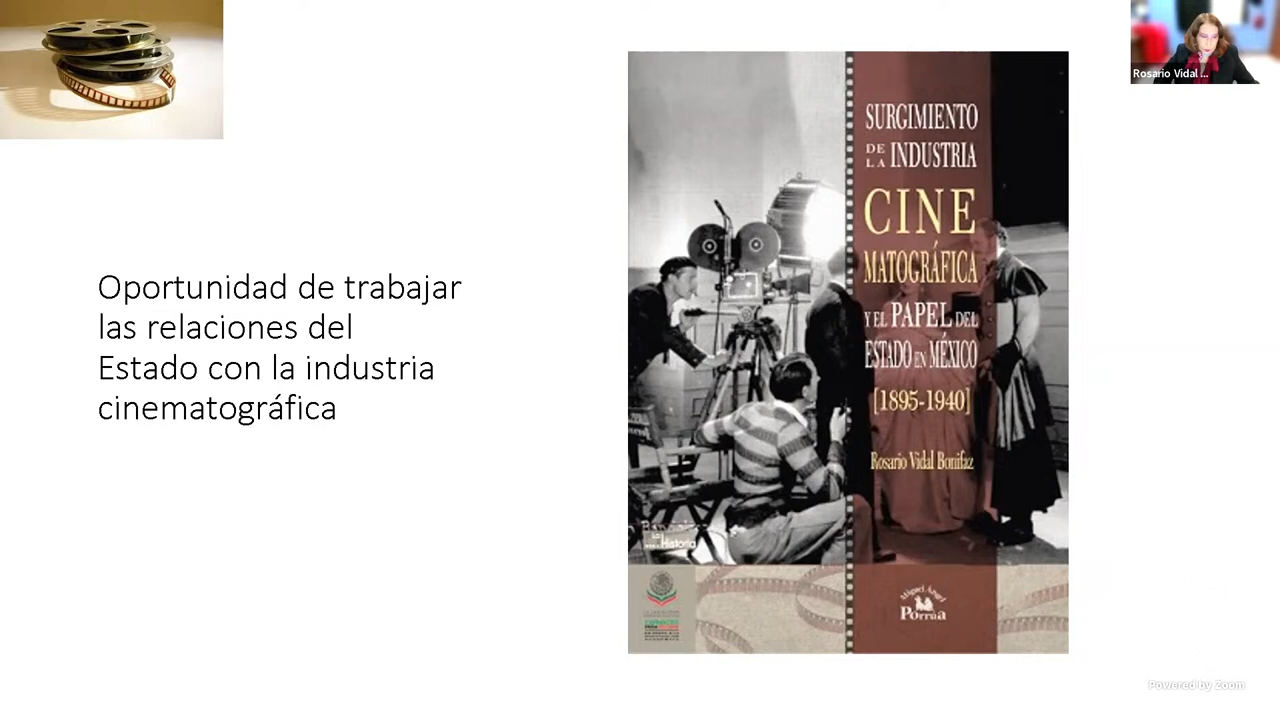 Oportunidad de trabajar
las relaciones del
Estado con la industria
cinematográfica
SURGIMIENTO
DE LA INDUSTRIA
CINE
MATOGRÁFICA
Y EL PAPEL DEL
ESTADO EN MÉXICO
[1895-1940]
Rosario Vidal Bonifaz
Historia
Miguel Ángel
Porrúa
Rosario Vidal ...
Powered by Zoom